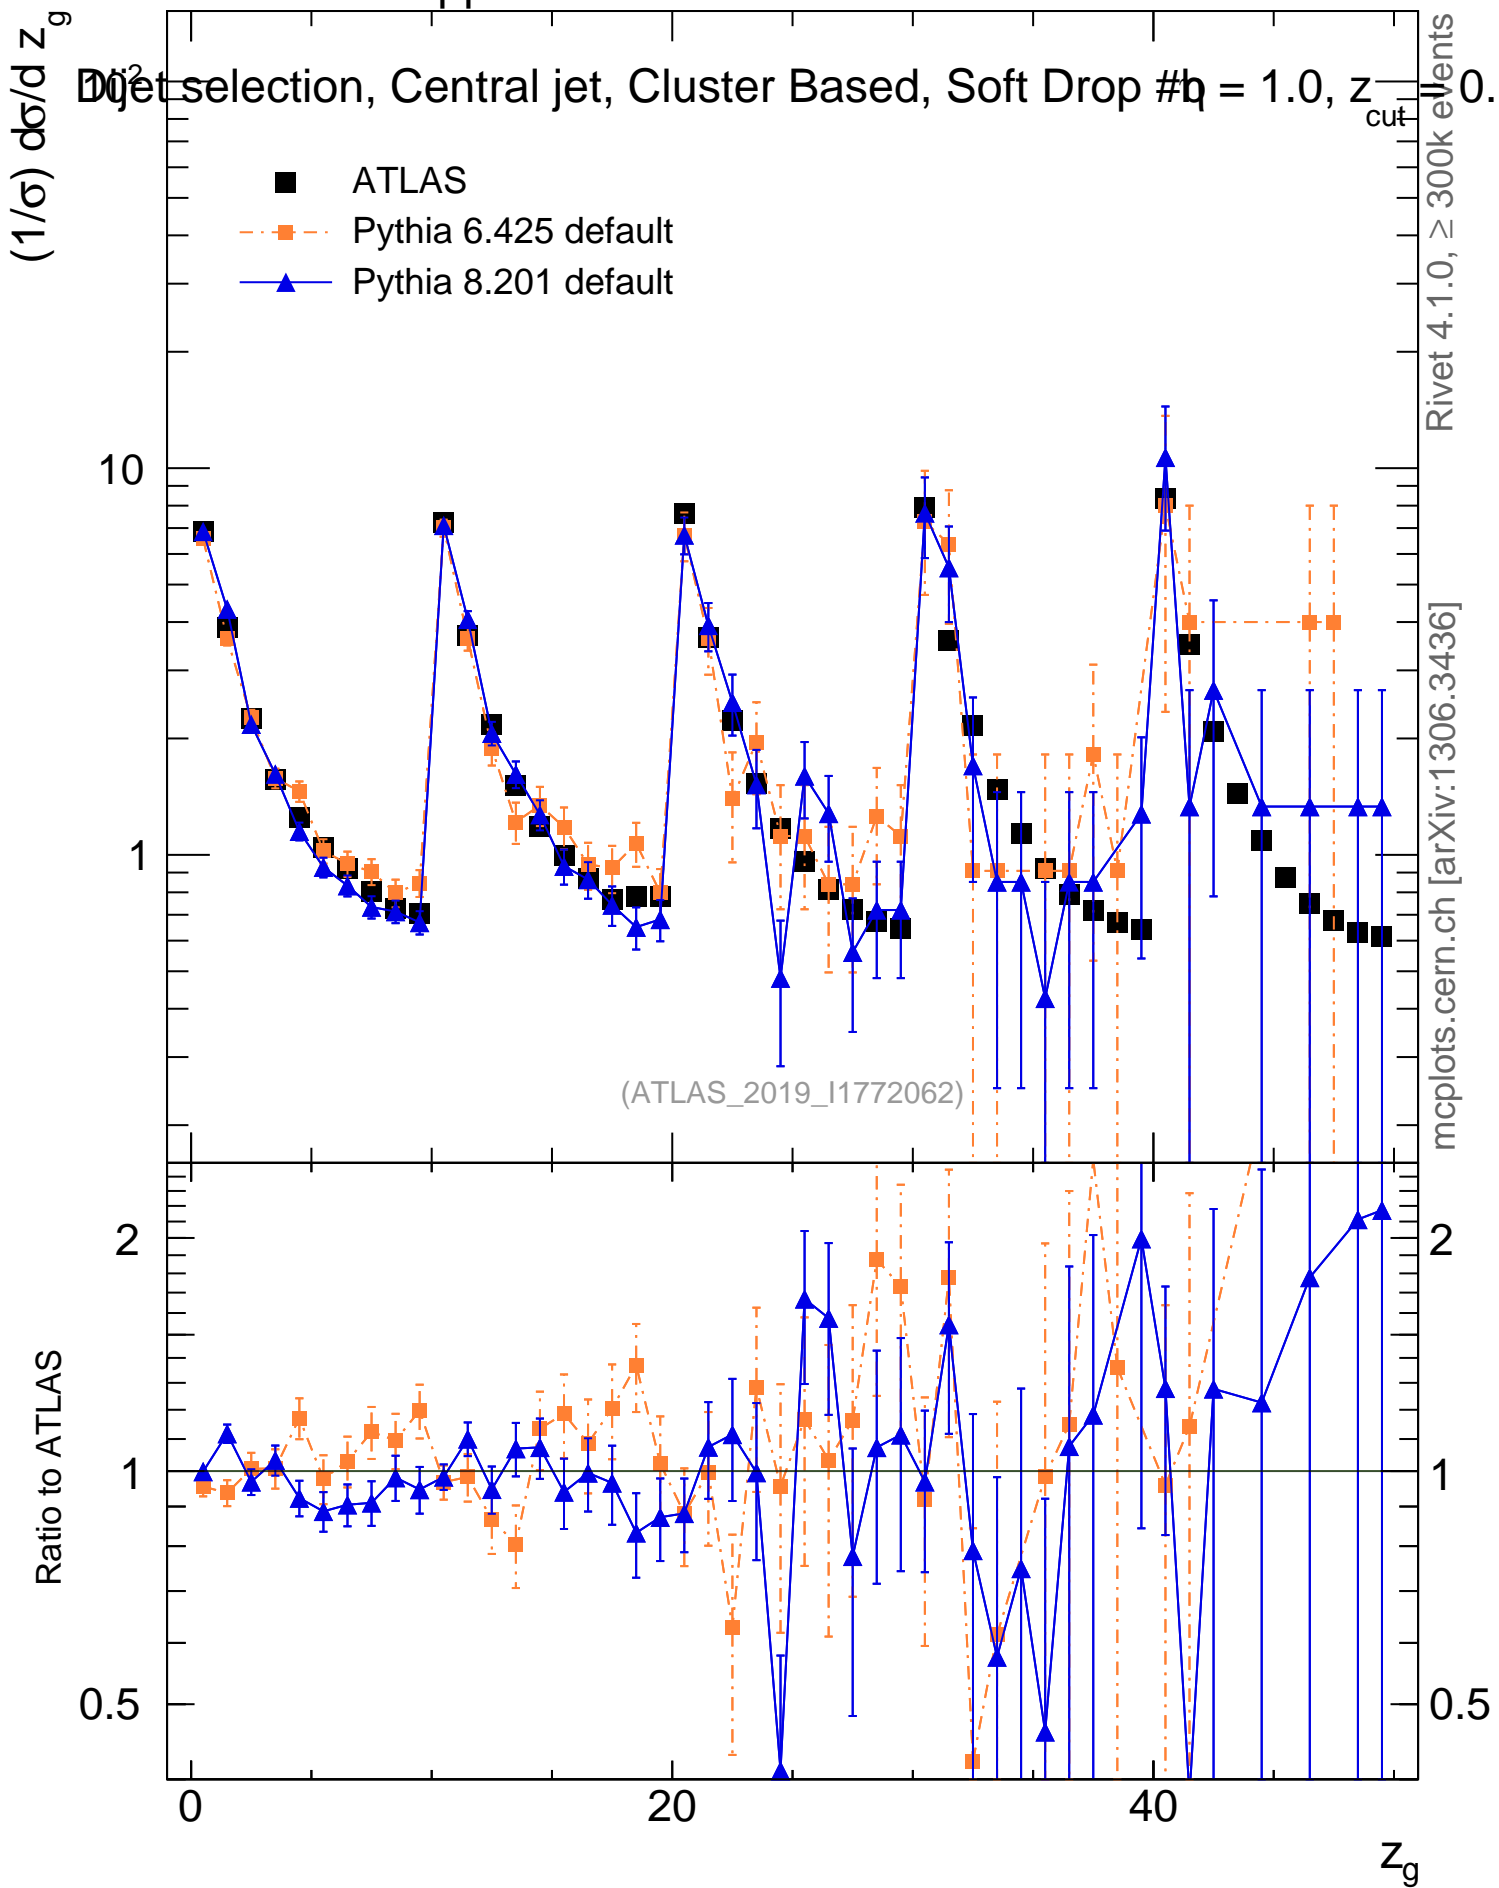 pp
(1/σ) dσ/d z_g
10²
Dijet selection, Central jet, Cluster Based, Soft Drop #b = 1.0, z_cut = 0.
ATLAS
Pythia 6.425 default
Pythia 8.201 default
10
1
(ATLAS_2019_I1772062)
Rivet 4.1.0, ≥ 300k events
mcplots.cern.ch [arXiv:1306.3436]
Ratio to ATLAS
2
1
0.5
2
1
0.5
0
20
40
z_g